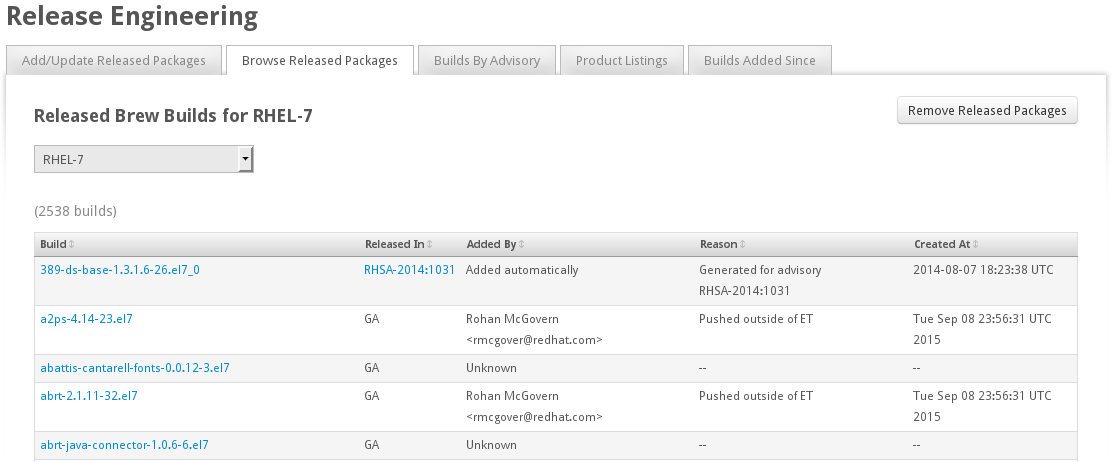 Release Engineering
Add/Update Released Packages Browse Released Packages Builds By Advisory Product Listings Builds Added Since
Released Brew Builds for RHEL-7 Remove Released Packages
RHEL-7
(2538 builds)
Build Released In Added By Reason Created At
389-ds-base-1.3.1.6-26.el7_0 RHSA-2014:1031 Added automatically Generated for advisory 2014-08-07 18:23:38 UTC
RHSA-2014:1031
a2ps-4.14-23.el7 GA Rohan McGovern Pushed outside of ET Tue Sep 08 23:56:31 UTC
<rmcgover@redhat.com> 2015
abattis-cantarell-fonts-0.0.12-3.el7 GA Unknown -- --
abrt-2.1.11-32.el7 GA Rohan McGovern Pushed outside of ET Tue Sep 08 23:56:31 UTC
<rmcgover@redhat.com> 2015
abrt-java-connector-1.0.6-6.el7 GA Unknown -- --